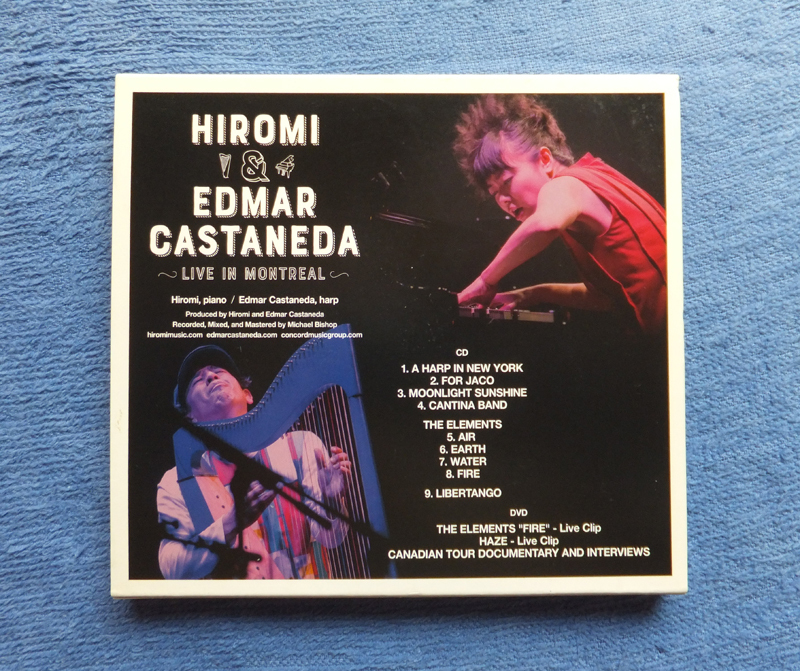 HIROMI
&
EDMAR
CASTANEDA
LIVE IN MONTREAL
Hiromi, piano / Edmar Castaneda, harp
Produced by Hiromi and Edmar Castaneda
Recorded, Mixed, and Mastered by Michael Bishop
hiromimusic.com edmarcastaneda.com concordmusicgroup.com
CD
1. A HARP IN NEW YORK
2. FOR JACO
3. MOONLIGHT SUNSHINE
4. CANTINA BAND
THE ELEMENTS
5. AIR
6. EARTH
7. WATER
8. FIRE
9. LIBERTANGO
DVD
THE ELEMENTS "FIRE" - Live Clip
HAZE - Live Clip
CANADIAN TOUR DOCUMENTARY AND INTERVIEWS